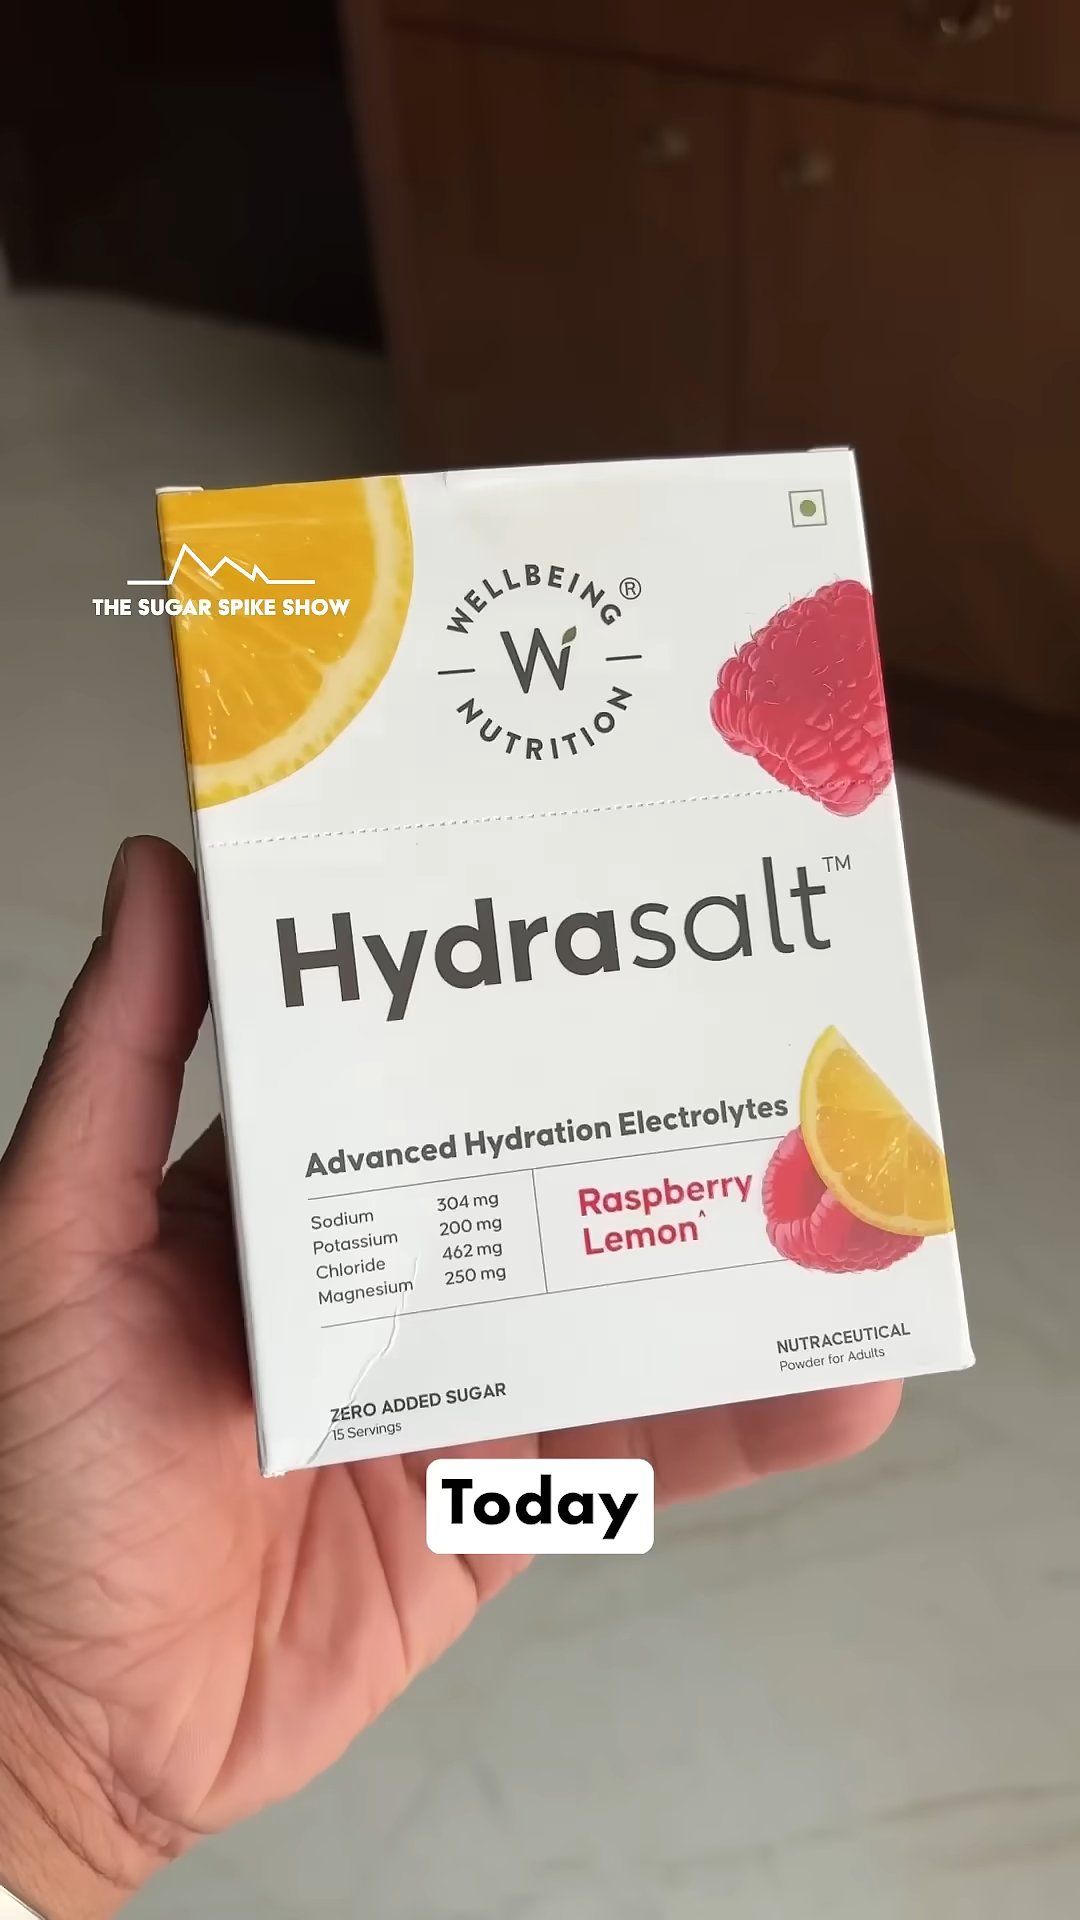 THE SUGAR SPIKE SHOW
WELLBEING ®
W
NUTRITION
Hydrasalt™
Advanced Hydration Electrolytes
Sodium 304 mg
Potassium 200 mg
Chloride 462 mg
Magnesium 250 mg
Raspberry
Lemon^
ZERO ADDED SUGAR
15 Servings
NUTRACEUTICAL
Powder for Adults
Today